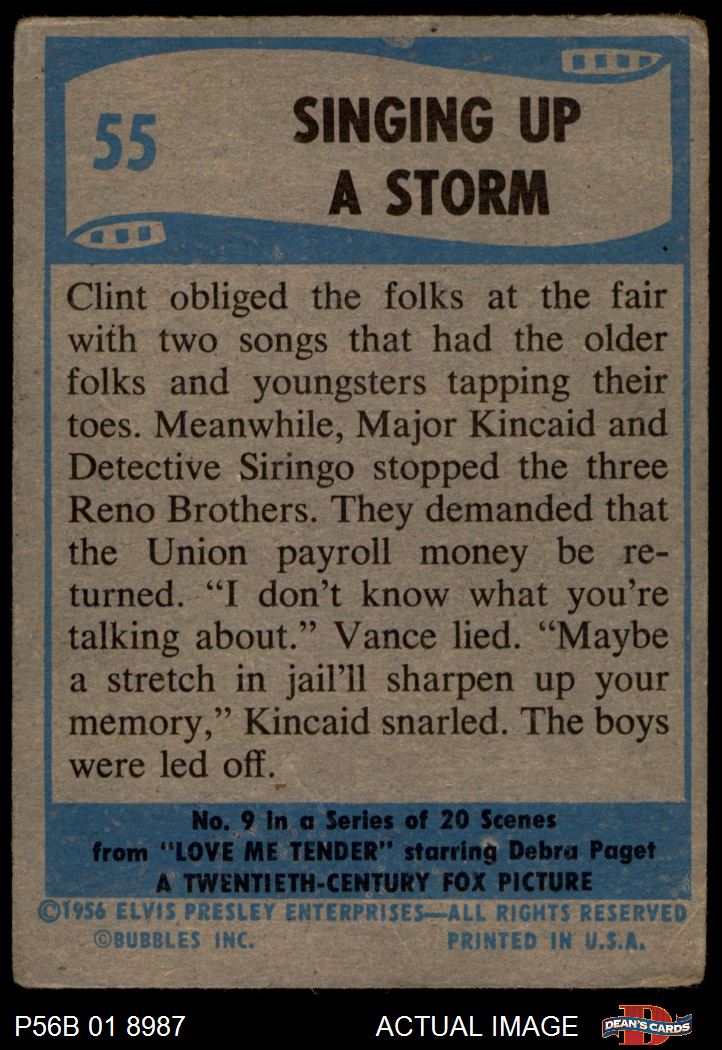 55
SINGING UP
A STORM
Clint obliged the folks at the fair
with two songs that had the older
folks and youngsters tapping their
toes. Meanwhile, Major Kincaid and
Detective Siringo stopped the three
Reno Brothers. They demanded that
the Union payroll money be re-
turned. “I don’t know what you’re
talking about.” Vance lied. “Maybe
a stretch in jail’ll sharpen up your
memory,” Kincaid snarled. The boys
were led off.
No. 9 in a Series of 20 Scenes
from "LOVE ME TENDER" starring Debra Paget
A TWENTIETH-CENTURY FOX PICTURE
©1956 ELVIS PRESLEY ENTERPRISES—ALL RIGHTS RESERVED
©BUBBLES INC. PRINTED IN U.S.A.
P56B 01 8987 ACTUAL IMAGE D DEAN'S CARDS